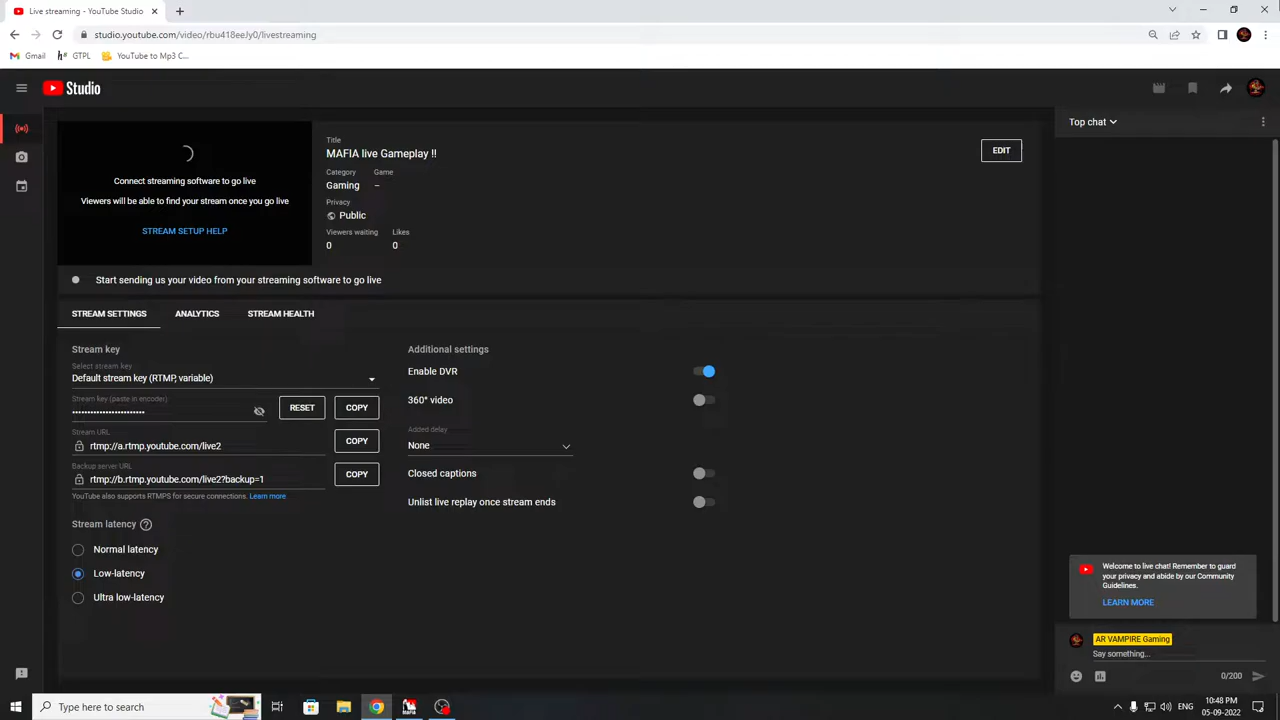 Live streaming - YouTube Studio
studio.youtube.com/video/rbu418eeJy0/livestreaming
Gmail
GTPL
YouTube to Mp3 C...
Studio
Connect streaming software to go live
Viewers will be able to find your stream once you go live
STREAM SETUP HELP
Title
MAFIA live Gameplay !!
Category Game
Gaming –
Privacy
Public
Viewers waiting Likes
0 0
EDIT
Start sending us your video from your streaming software to go live
STREAM SETTINGS ANALYTICS STREAM HEALTH
Stream key
Select stream key
Default stream key (RTMP, variable)
Stream key (paste in encoder)
••••••••••••••••••••••••
RESET COPY
Stream URL
rtmp://a.rtmp.youtube.com/live2
COPY
Backup server URL
rtmp://b.rtmp.youtube.com/live2?backup=1
COPY
YouTube also supports RTMPS for secure connections. Learn more
Stream latency
Normal latency
Low-latency
Ultra low-latency
Additional settings
Enable DVR
360° video
Added delay
None
Closed captions
Unlist live replay once stream ends
Top chat
Welcome to live chat! Remember to guard
your privacy and abide by our Community
Guidelines.
LEARN MORE
AR VAMPIRE Gaming
Say something...
0/200
Type here to search
ENG
10:48 PM
05-09-2022